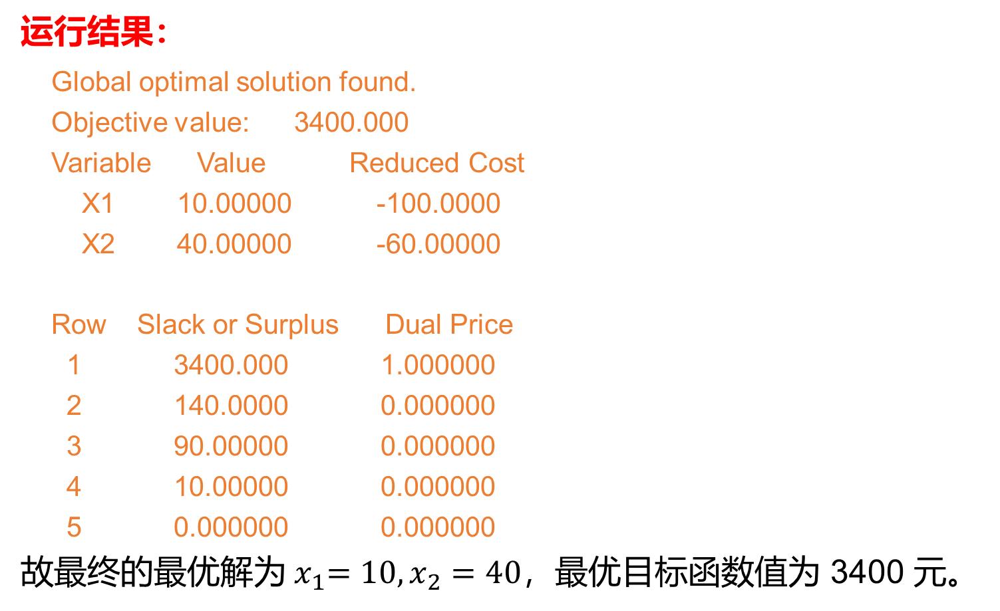 运行结果：
Global optimal solution found.
Objective value: 3400.000
Variable Value Reduced Cost
X1 10.00000 -100.0000
X2 40.00000 -60.00000
Row Slack or Surplus Dual Price
1 3400.000 1.000000
2 140.0000 0.000000
3 90.00000 0.000000
4 10.00000 0.000000
5 0.000000 0.000000
故最终的最优解为 x₁= 10, x₂ = 40，最优目标函数值为 3400 元。